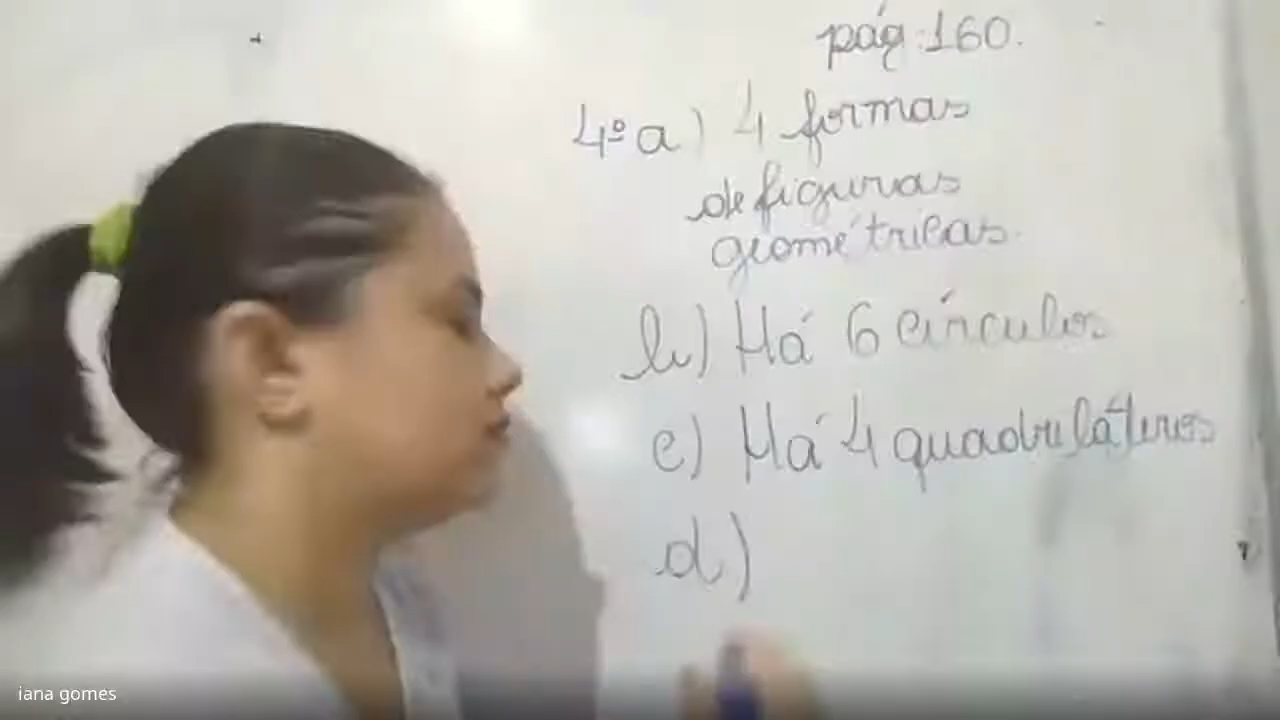 pág. 160.
4º a) 4 formas
de figuras
geométricas.
b) Há 6 círculos
c) Há 4 quadriláteros
d)
iana gomes